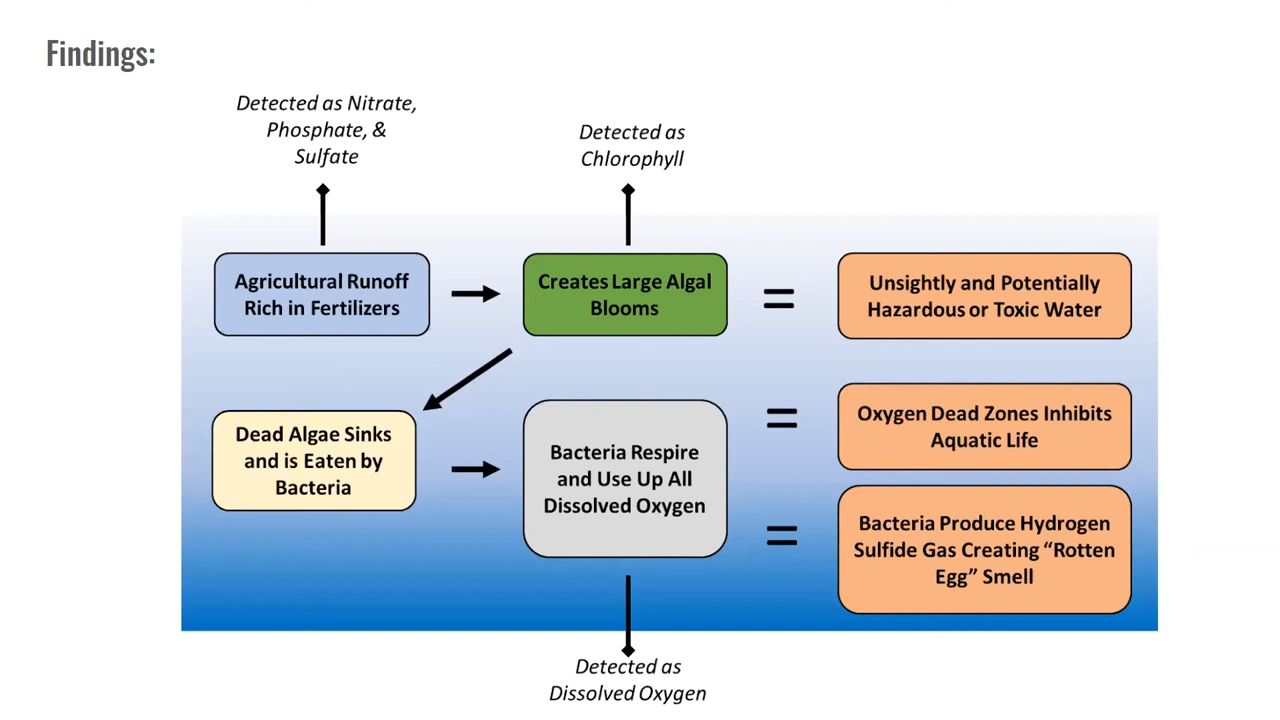 Findings:
Detected as Nitrate,
Phosphate, &
Sulfate
Detected as
Chlorophyll
Agricultural Runoff
Rich in Fertilizers
Creates Large Algal
Blooms
=
Unsightly and Potentially
Hazardous or Toxic Water
Dead Algae Sinks
and is Eaten by
Bacteria
Bacteria Respire
and Use Up All
Dissolved Oxygen
=
Oxygen Dead Zones Inhibits
Aquatic Life
=
Bacteria Produce Hydrogen
Sulfide Gas Creating “Rotten
Egg” Smell
Detected as
Dissolved Oxygen